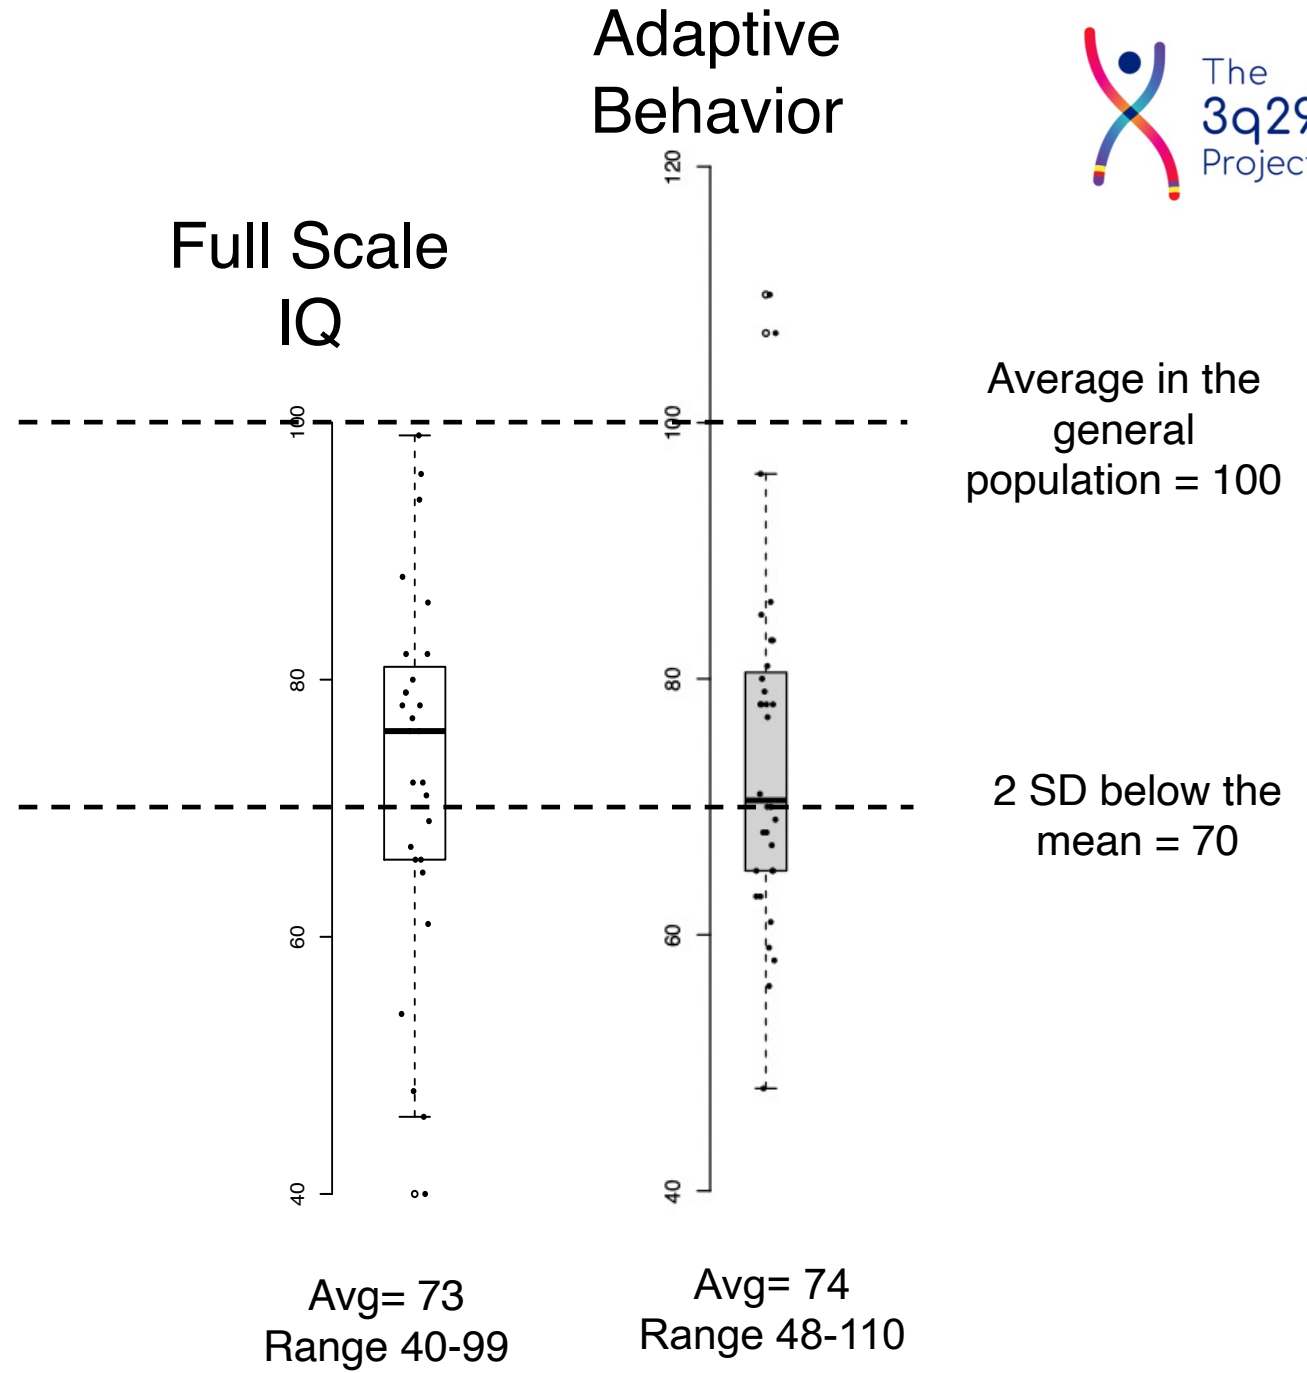 Adaptive
Behavior
The
3q29
Project
Full Scale
IQ
100
80
60
40
120
100
80
60
40
Average in the
general
population = 100
2 SD below the
mean = 70
Avg= 73
Range 40-99
Avg= 74
Range 48-110